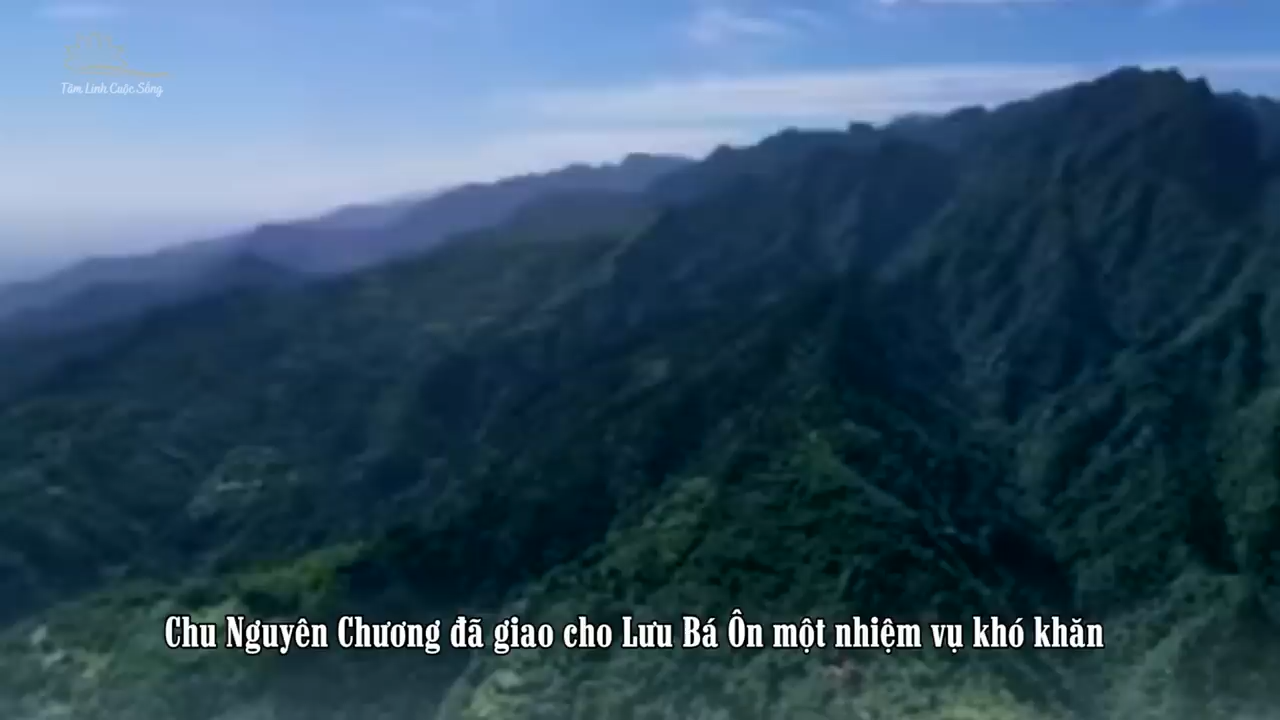 Tâm Linh Cuộc Sống
Chu Nguyên Chương đã giao cho Lưu Bá Ôn một nhiệm vụ khó khăn